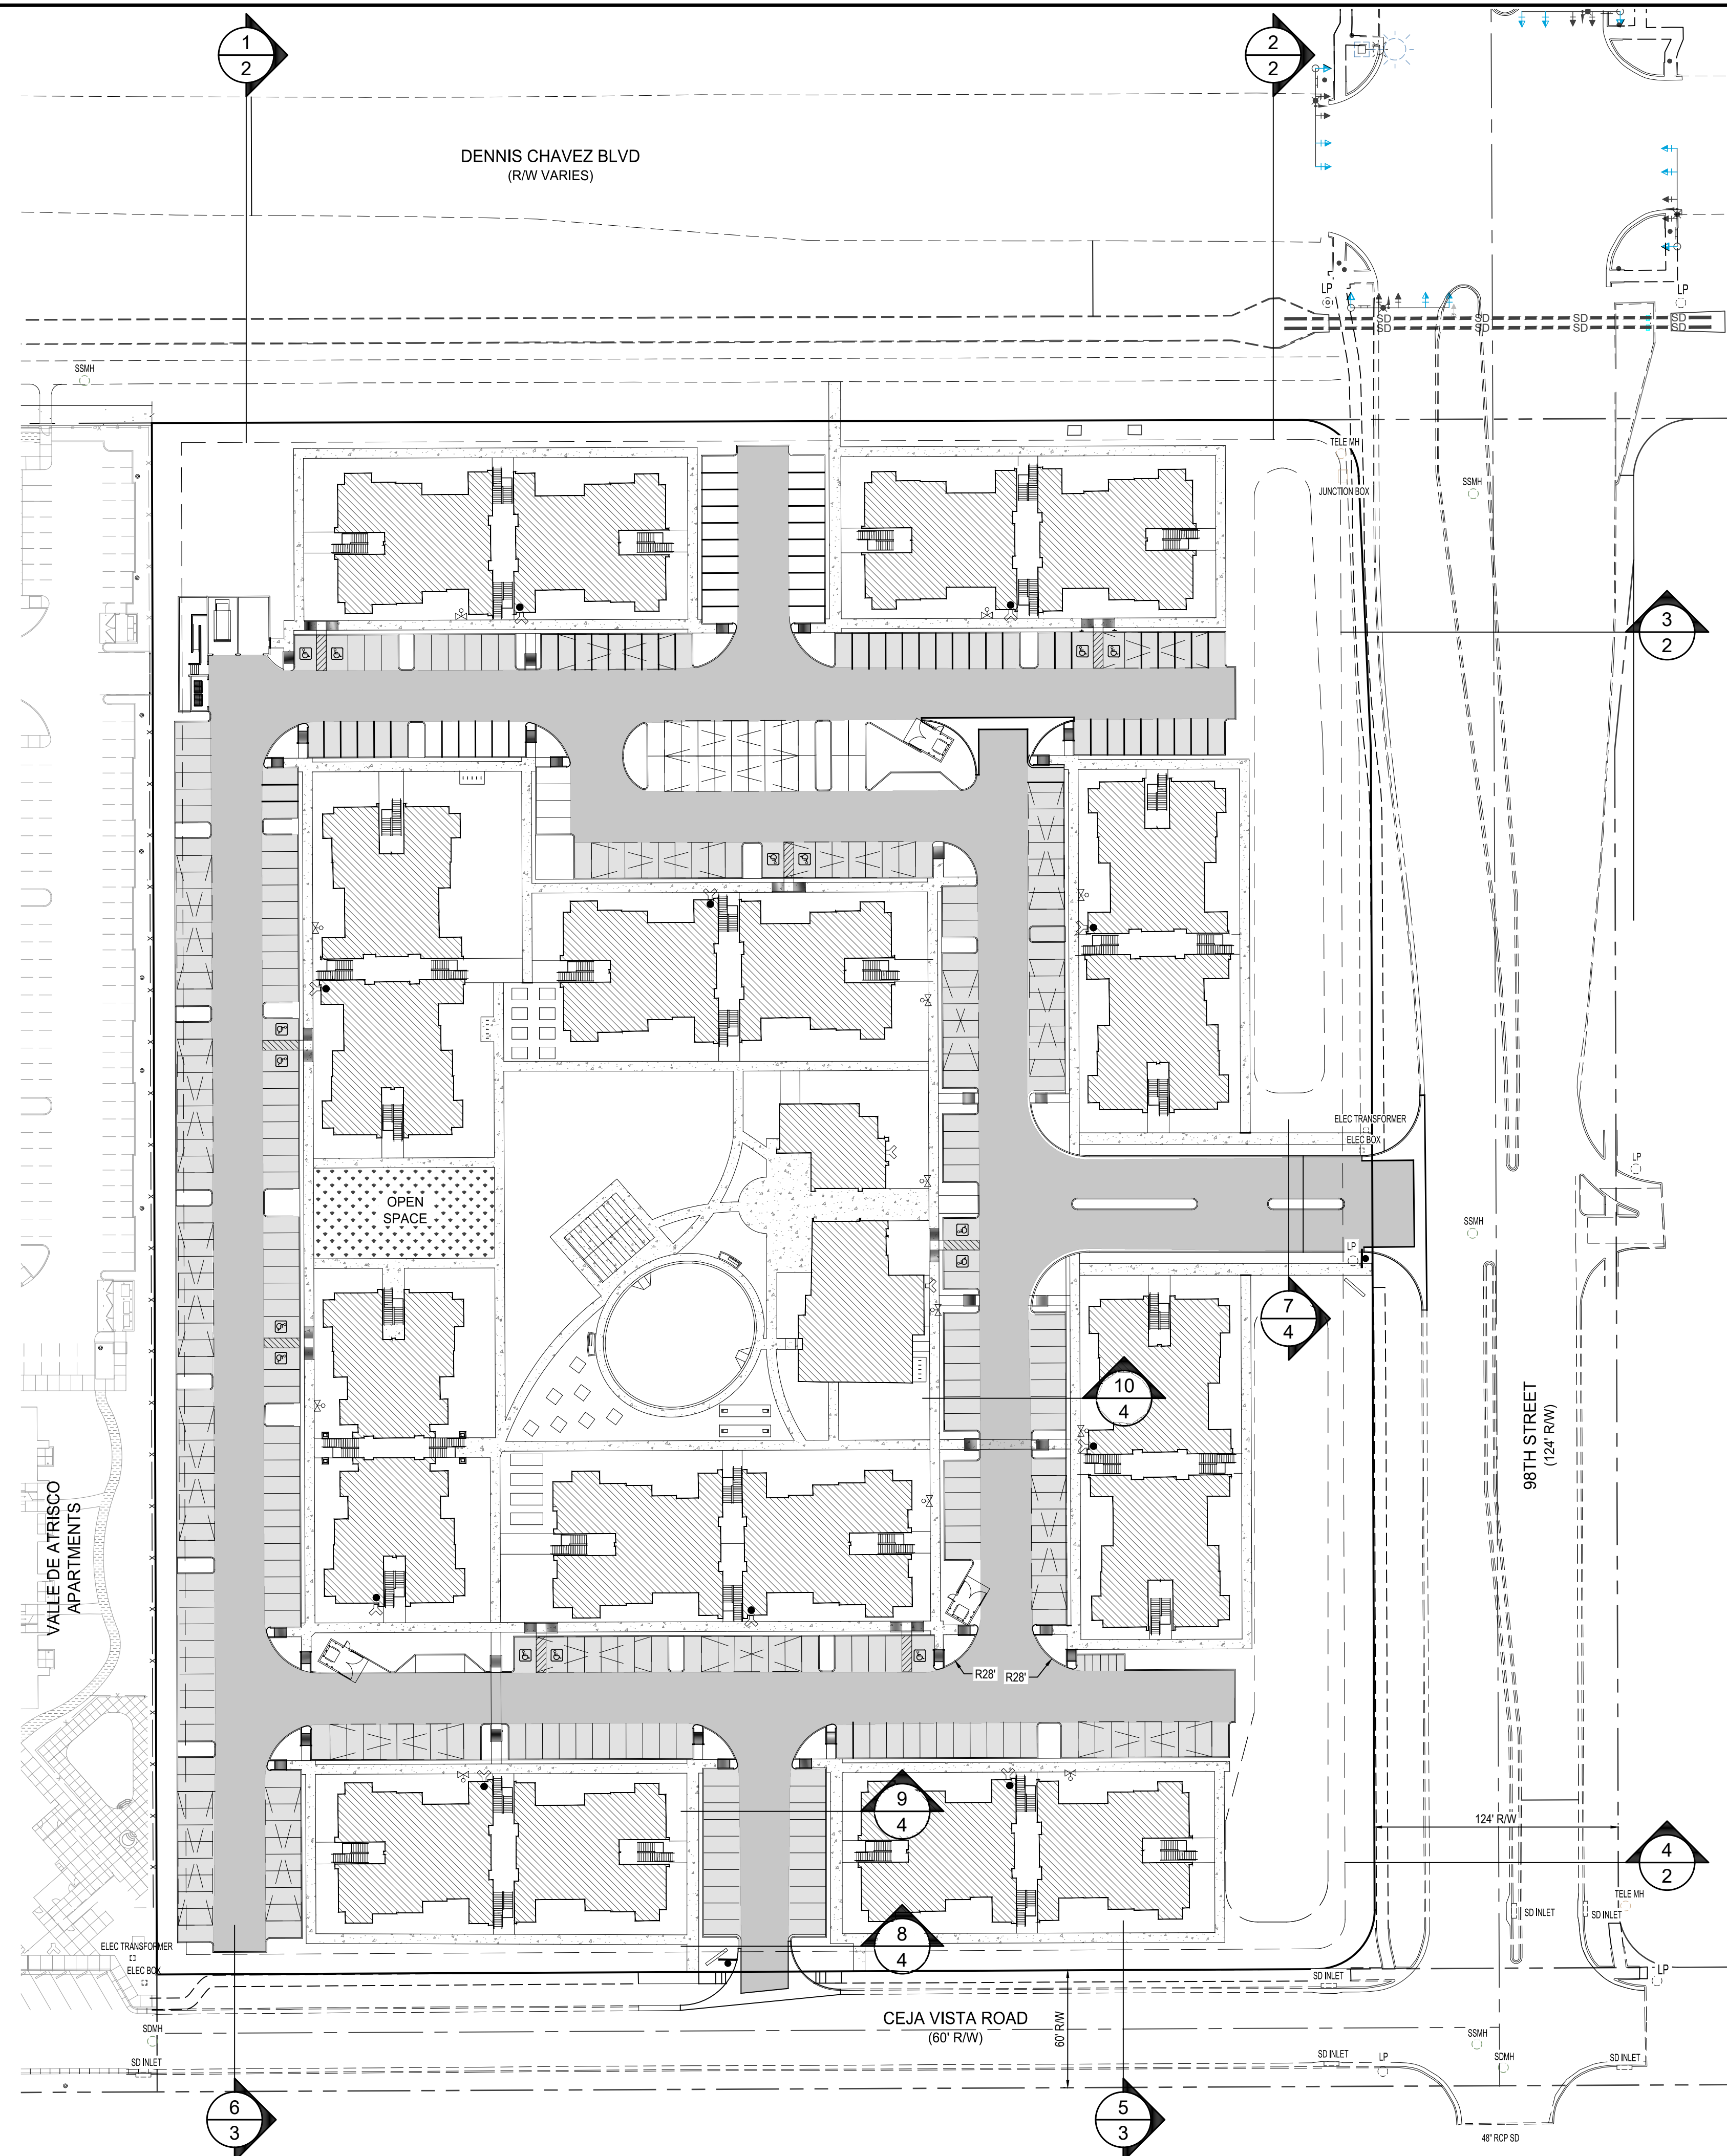 1
2
2
2
DENNIS CHAVEZ BLVD
(R/W VARIES)
LP
LP
SD SD SD SD SD
SD SD SD SD SD
SSMH
TELE MH
JUNCTION BOX
SSMH
3
2
ELEC TRANSFORMER
ELEC BOX
LP
OPEN
SPACE
SSMH
LP
7
4
10
4
98TH STREET
(124' R/W)
VALLE DE ATRISCO
APARTMENTS
R28'
R28'
9
4
124' R/W
4
2
TELE MH
SD INLET
SD INLET
8
4
ELEC TRANSFORMER
ELEC BOX
SD INLET
LP
CEJA VISTA ROAD
(60' R/W)
60' R/W
SDMH
SD INLET
SSMH
SD INLET
LP
SDMH
SD INLET
6
3
5
3
48" RCP SD